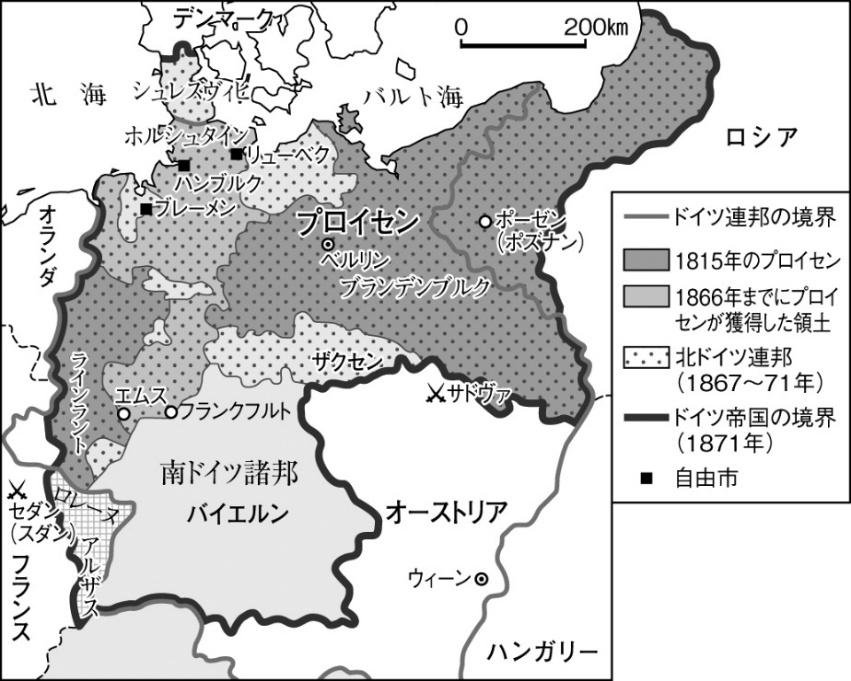 デンマーク
0 200km
北 海
シュレスヴィヒ
バルト海
ホルシュタイン
リューベク
ハンブルク
ブレーメン
ロシア
オランダ
プロイセン
ベルリン
ブランデンブルク
ポーゼン
(ポズナン)
ラインラント
エムス
フランクフルト
ザクセン
サドヴァ
南ドイツ諸邦
バイエルン
オーストリア
セダン
(スダン)
ロレーヌ
アルザス
フランス
ウィーン
ハンガリー
ドイツ連邦の境界
1815年のプロイセン
1866年までにプロイ
センが獲得した領土
北ドイツ連邦
(1867〜71年)
ドイツ帝国の境界
(1871年)
自由市